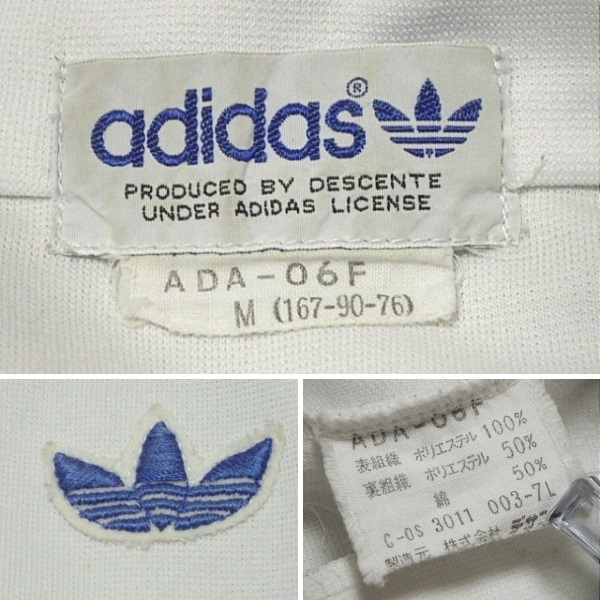 adidas®
PRODUCED BY DESCENTE
UNDER ADIDAS LICENSE
ADA-06F
M (167-90-76)
ADA-06F
表組織 ポリエステル 100%
裏組織 ポリエステル 50%
綿 50%
C-OS 3011 003-7L
製造元 株式会社 デサ